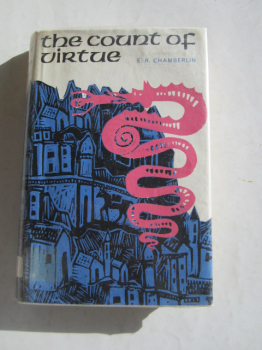 the count of
virtue
E. R. CHAMBERLIN